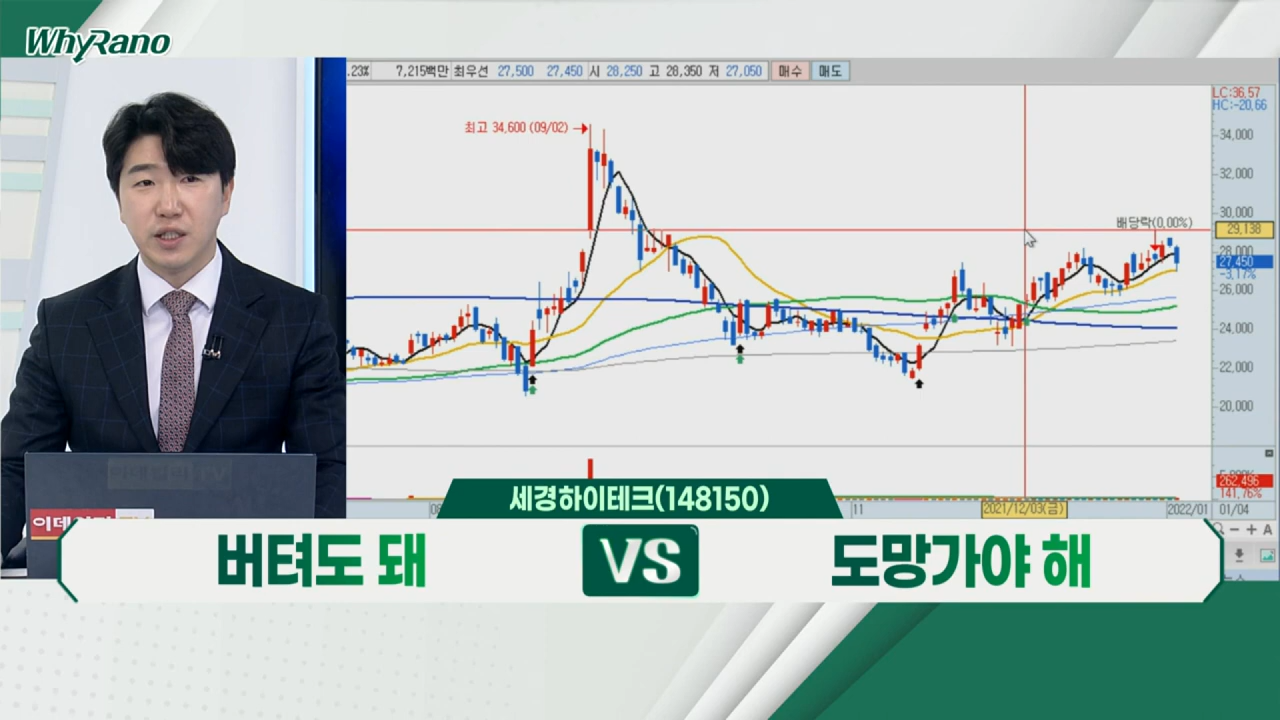 WhyRano
.23% 7,215백만 최우선 27,500 27,450 시 28,250 고 28,350 저 27,050 매수 매도
LC:36.57
HC:-20.66
최고 34,600 (09/02)
34,000
32,000
30,000
배당락(0.00%)
29,138
28,000
27,450
-3.17%
26,000
24,000
22,000
20,000
262,496
141.76%
세경하이테크(148150)
11
2021/12/03(금)
2022/01
01/04
버텨도 돼
VS
도망가야 해